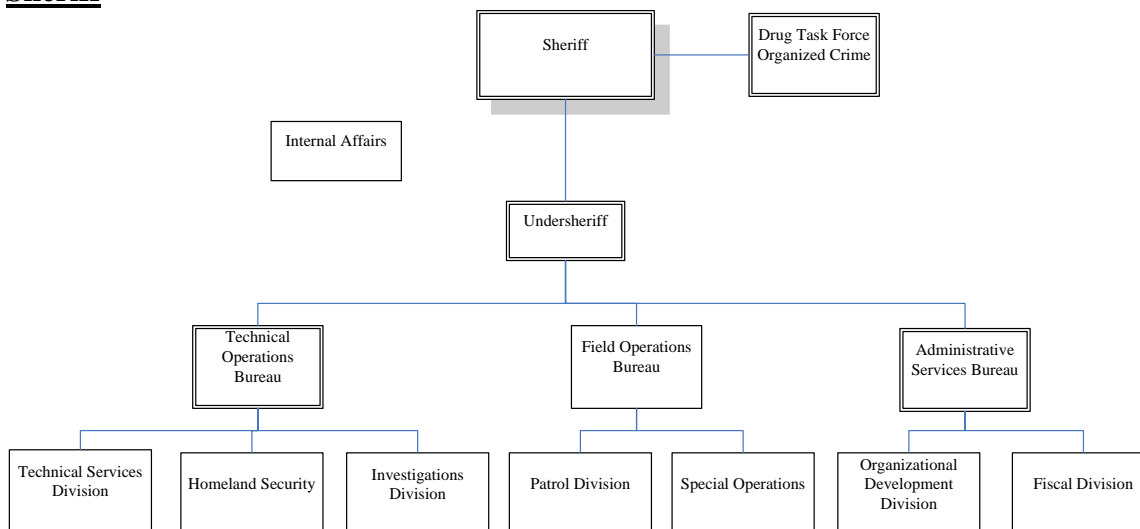 Sheriff
Sheriff
Drug Task Force
Organized Crime
Internal Affairs
Undersheriff
Technical
Operations
Bureau
Field Operations
Bureau
Administrative
Services Bureau
Technical Services
Division
Homeland Security
Investigations
Division
Patrol Division
Special Operations
Organizational
Development
Division
Fiscal Division